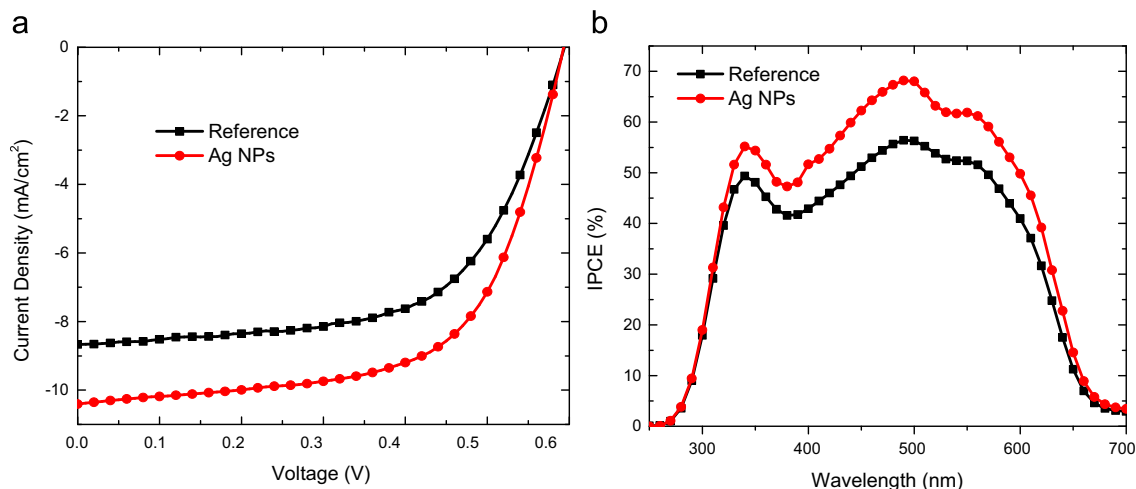 a
0
-2
-4
-6
-8
-10
Current Density (mA/cm²)
Reference
Ag NPs
0.0 0.1 0.2 0.3 0.4 0.5 0.6
Voltage (V)
b
70
60
50
40
30
20
10
0
IPCE (%)
Reference
Ag NPs
300 400 500 600 700
Wavelength (nm)